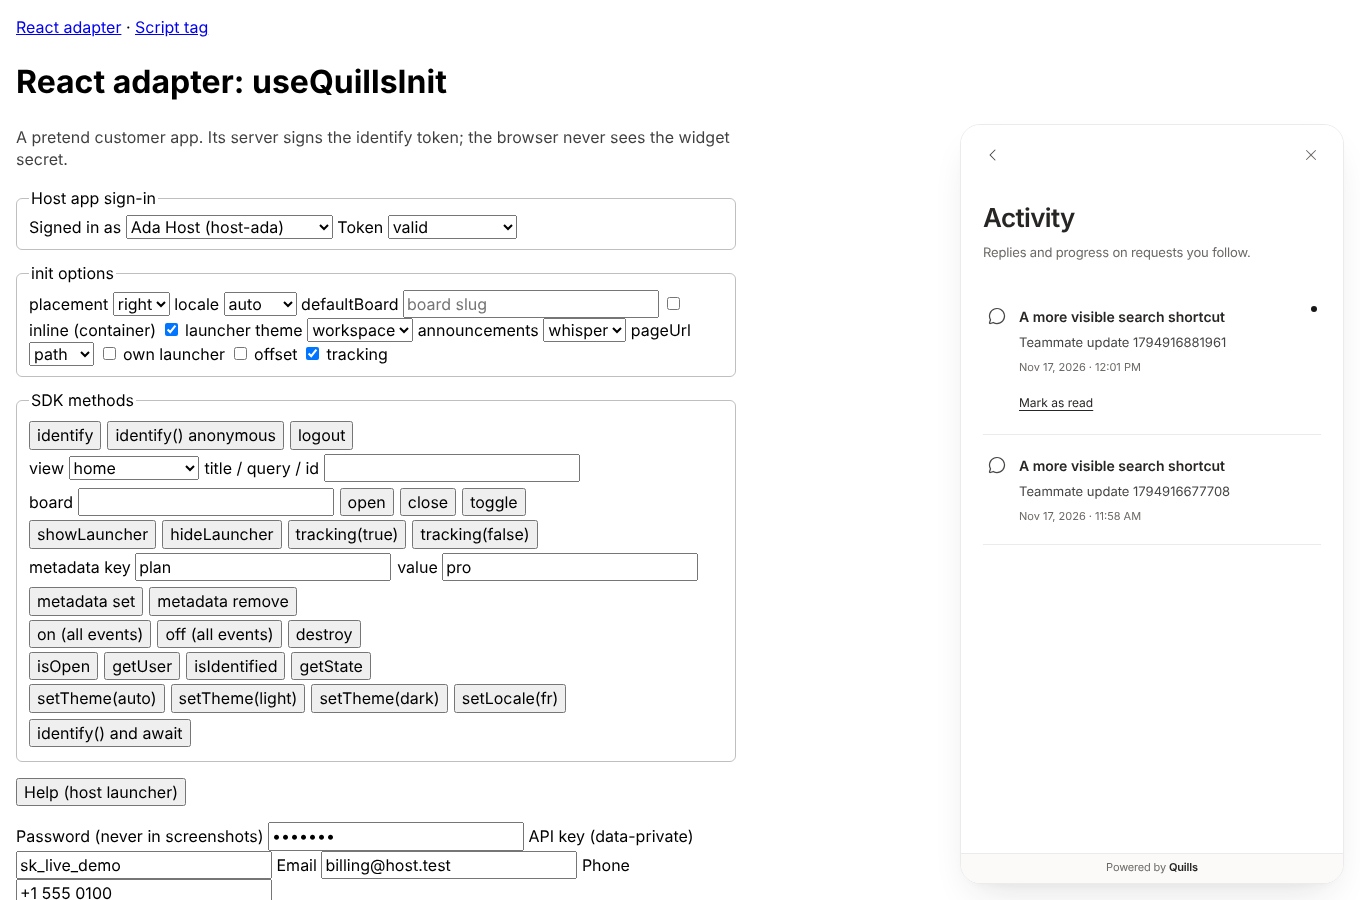 React adapter · Script tag
React adapter: useQuillsInit
A pretend customer app. Its server signs the identify token; the browser never sees the widget
secret.
Host app sign-in
Signed in as Ada Host (host-ada) Token valid
init options
placement right locale auto defaultBoard board slug
inline (container) launcher theme workspace announcements whisper pageUrl
path own launcher offset tracking
SDK methods
identify identify() anonymous logout
view home title / query / id
board open close toggle
showLauncher hideLauncher tracking(true) tracking(false)
metadata key plan value pro
metadata set metadata remove
on (all events) off (all events) destroy
isOpen getUser isIdentified getState
setTheme(auto) setTheme(light) setTheme(dark) setLocale(fr)
identify() and await
Help (host launcher)
Password (never in screenshots) ••••••• API key (data-private)
sk_live_demo Email billing@host.test Phone
+1 555 0100
Activity
Replies and progress on requests you follow.
A more visible search shortcut
Teammate update 1794916881961
Nov 17, 2026 · 12:01 PM
Mark as read
A more visible search shortcut
Teammate update 1794916677708
Nov 17, 2026 · 11:58 AM
Powered by Quills